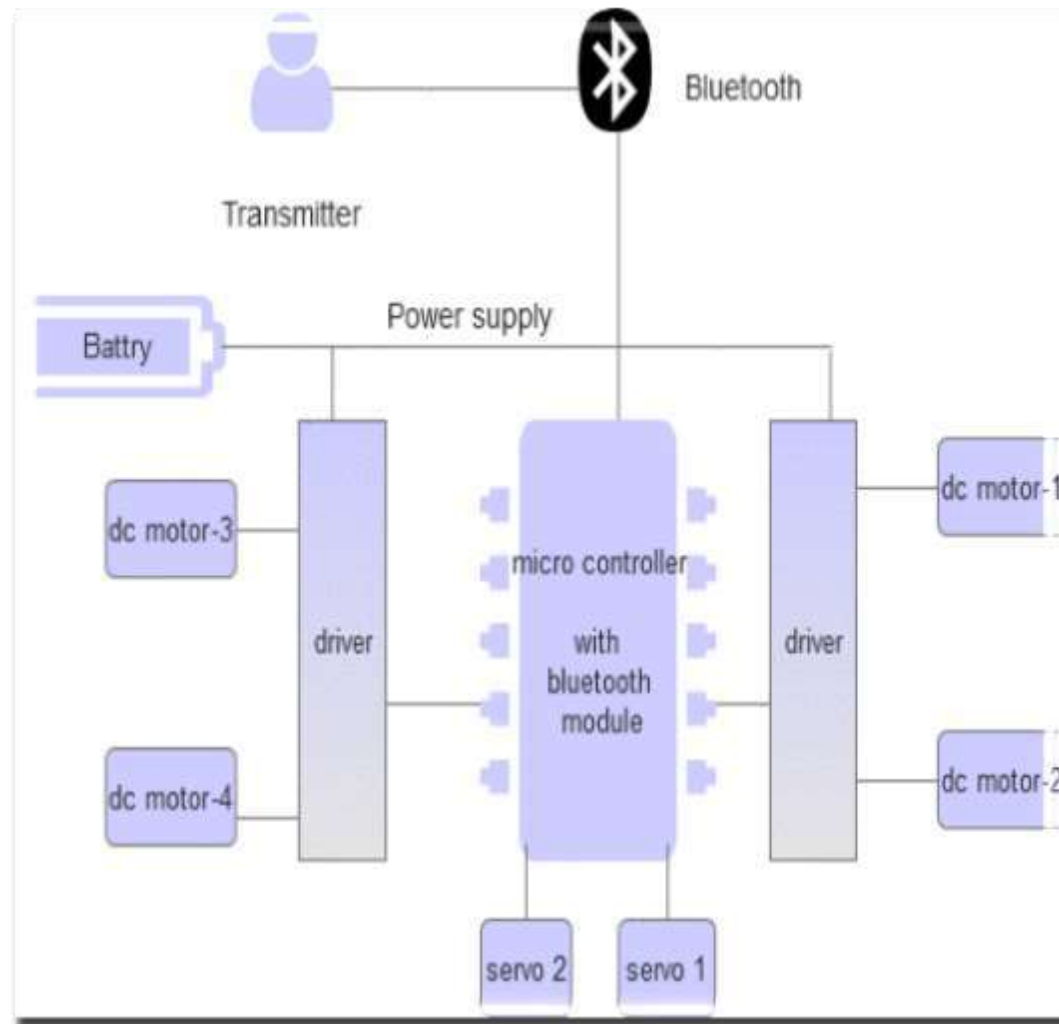 Bluetooth
Transmitter
Power supply
Battry
dc motor-1
dc motor-3
micro controller
driver
with
bluetooth
module
driver
dc motor-4
dc motor-2
servo 2
servo 1